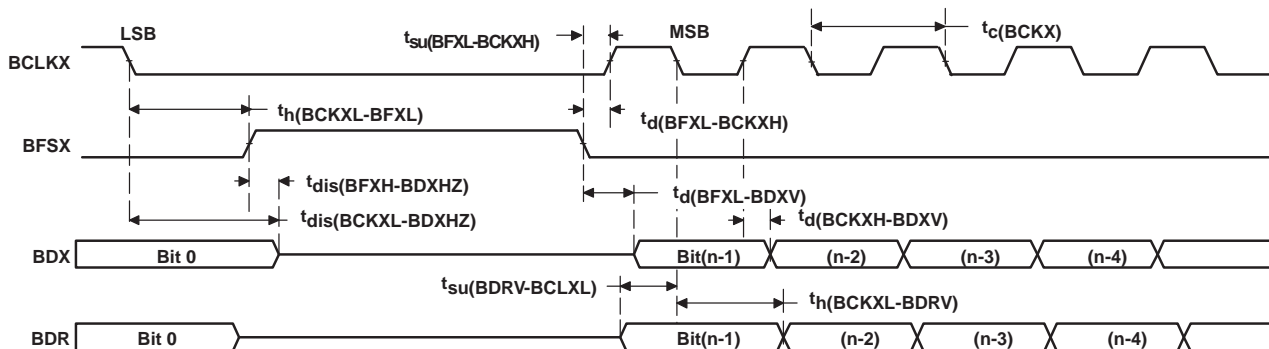 LSB
tsu(BFXL-BCKXH)
MSB
tc(BCKX)
BCLKX
th(BCKXL-BFXL)
td(BFXL-BCKXH)
BFSX
tdis(BFXH-BDXHZ)
td(BFXL-BDXV)
tdis(BCKXL-BDXHZ)
td(BCKXH-BDXV)
BDX Bit 0 Bit(n-1) (n-2) (n-3) (n-4)
tsu(BDRV-BCLXL)
th(BCKXL-BDRV)
BDR Bit 0 Bit(n-1) (n-2) (n-3) (n-4)